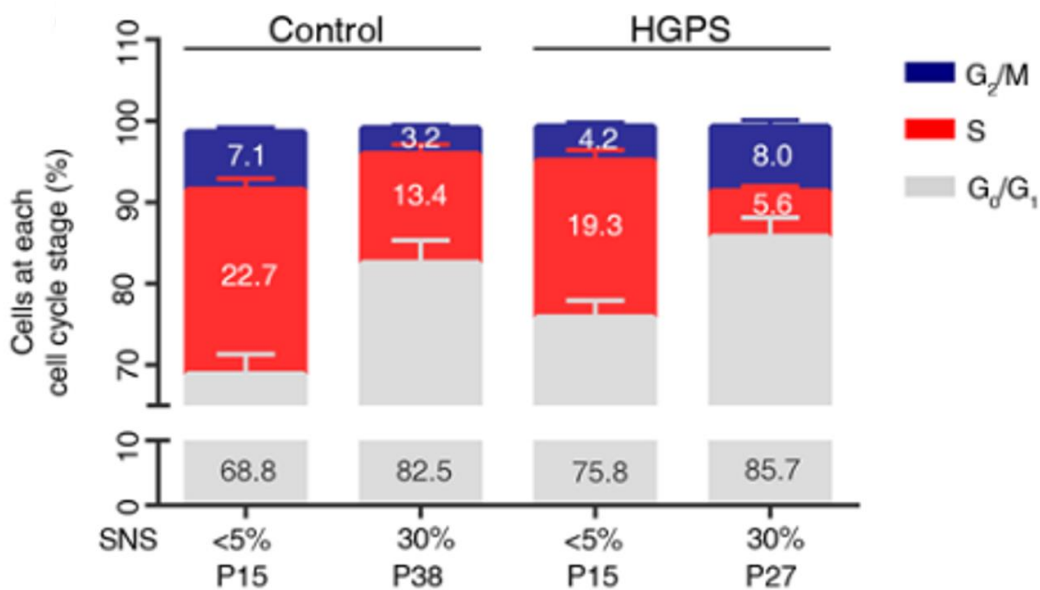 Control HGPS
110
100
90
80
70
10
0
Cells at each
cell cycle stage (%)
7.1 3.2 4.2 8.0
22.7 13.4 19.3 5.6
68.8 82.5 75.8 85.7
SNS <5% 30% <5% 30%
P15 P38 P15 P27
G₂/M
S
G₀/G₁